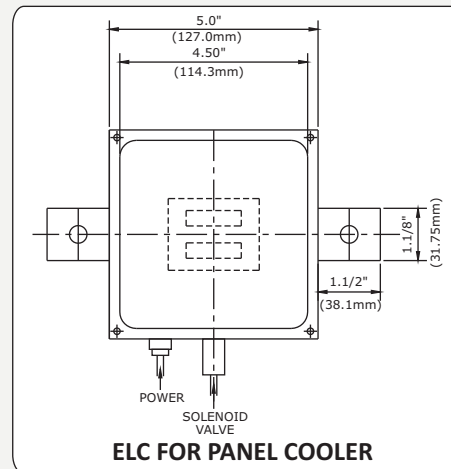 5.0"
(127.0mm)
4.50"
(114.3mm)
1.1/8"
(31.75mm)
1.1/2"
(38.1mm)
POWER
SOLENOID
VALVE
ELC FOR PANEL COOLER